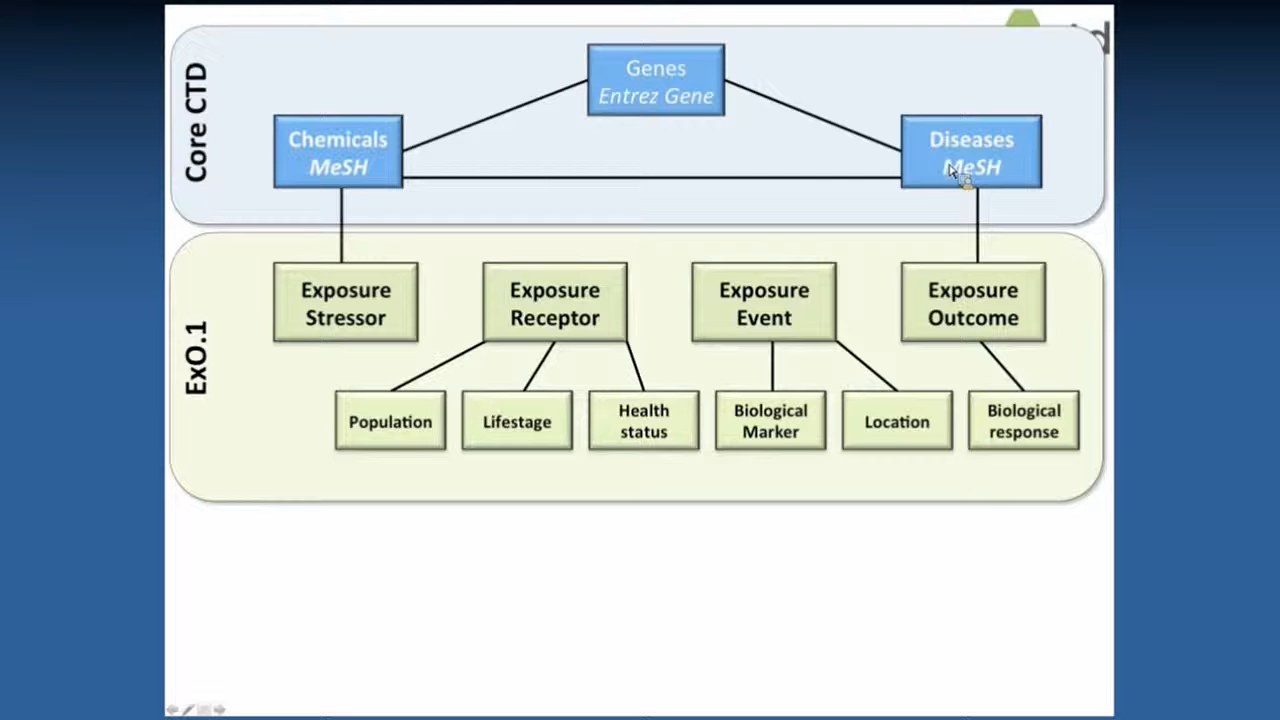 Core CTD
Genes
Entrez Gene
Chemicals
MeSH
Diseases
MeSH
ExO.1
Exposure
Stressor
Exposure
Receptor
Exposure
Event
Exposure
Outcome
Population
Lifestage
Health
status
Biological
Marker
Location
Biological
response